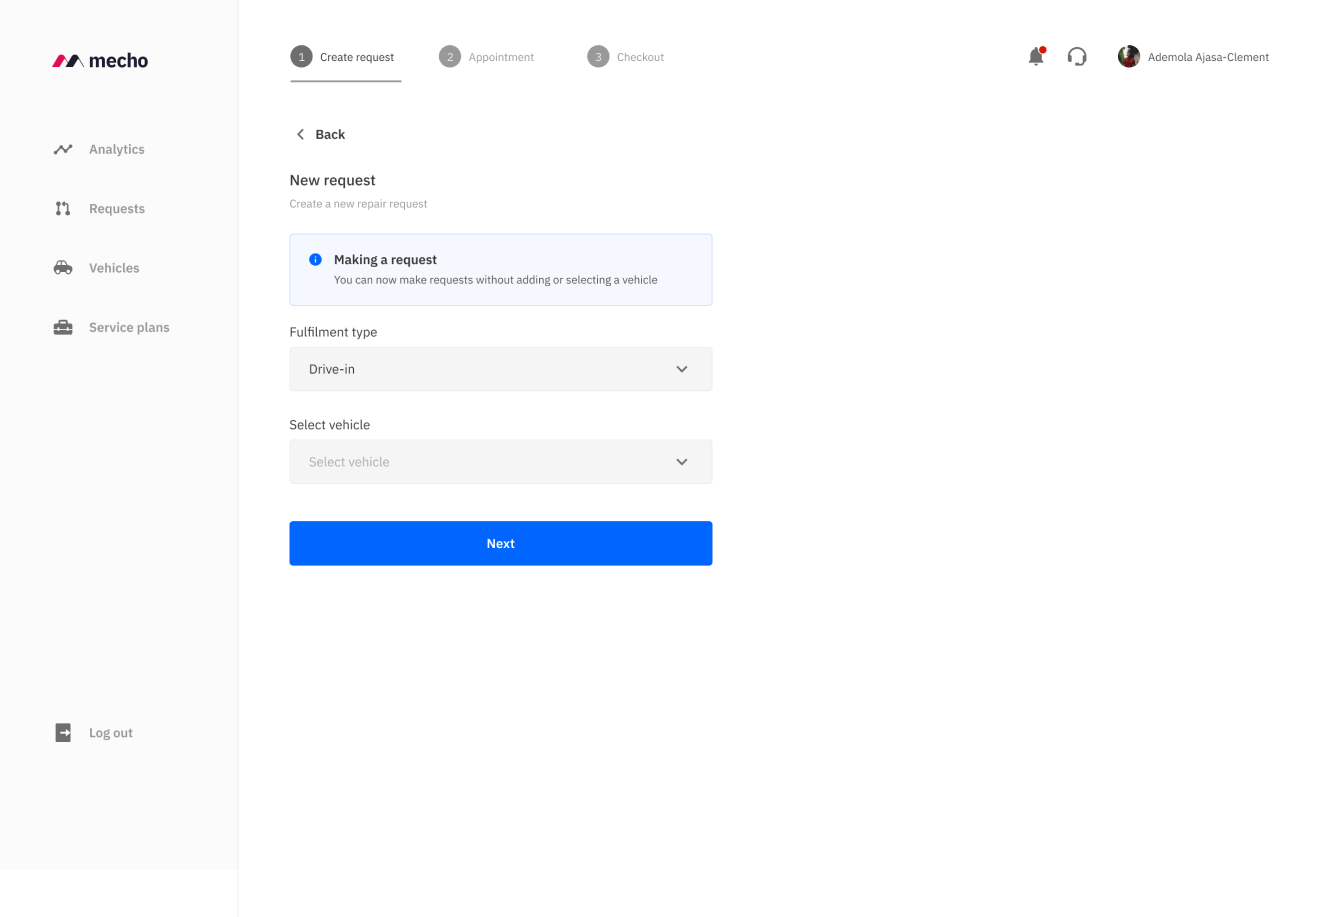 mecho
Analytics
Requests
Vehicles
Service plans
Log out
1 Create request
2 Appointment
3 Checkout
Ademola Ajasa-Clement
Back
New request
Create a new repair request
Making a request
You can now make requests without adding or selecting a vehicle
Fulfilment type
Drive-in
Select vehicle
Select vehicle
Next